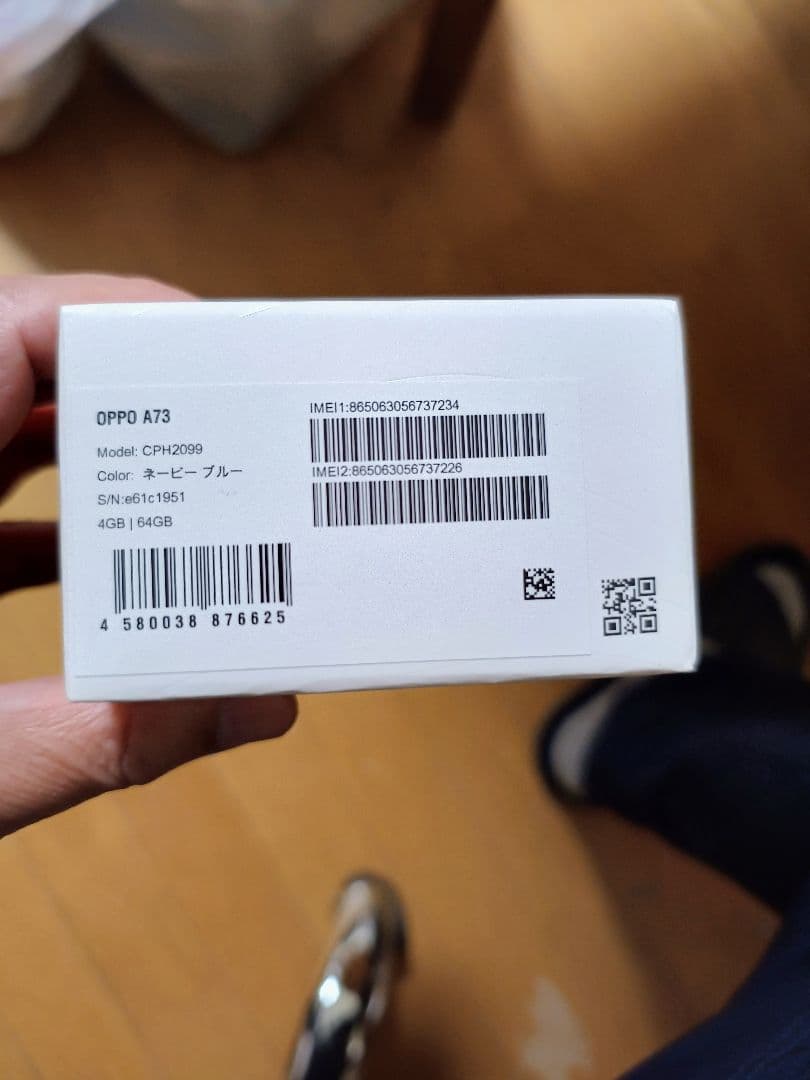 OPPO A73
Model: CPH2099
Color: ネービー ブルー
S/N:e61c1951
4GB | 64GB
4 580038 876625
IMEI1:865063056737234
IMEI2:865063056737226